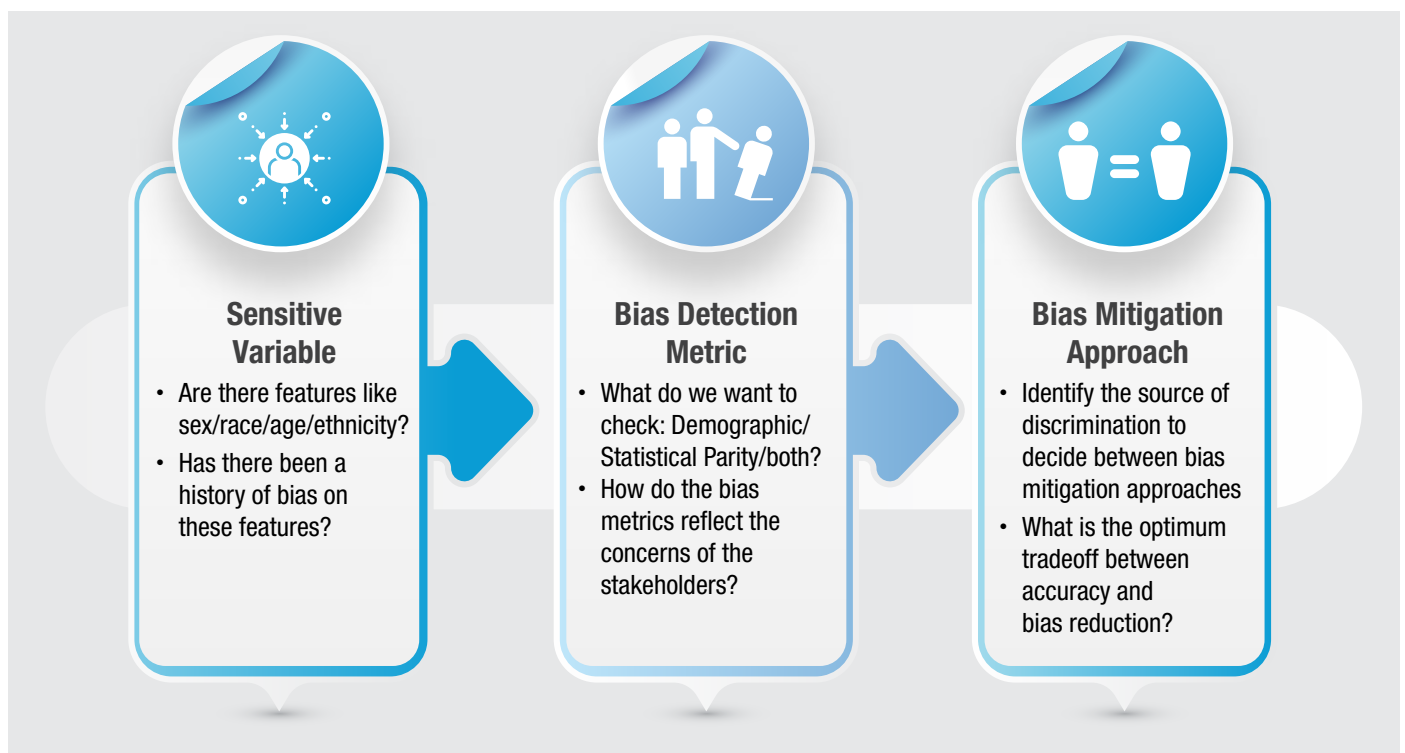 Sensitive
Variable
• Are there features like
sex/race/age/ethnicity?
• Has there been a
history of bias on
these features?
Bias Detection
Metric
• What do we want to
check: Demographic/
Statistical Parity/both?
• How do the bias
metrics reflect the
concerns of the
stakeholders?
Bias Mitigation
Approach
• Identify the source of
discrimination to
decide between bias
mitigation approaches
• What is the optimum
tradeoff between
accuracy and
bias reduction?